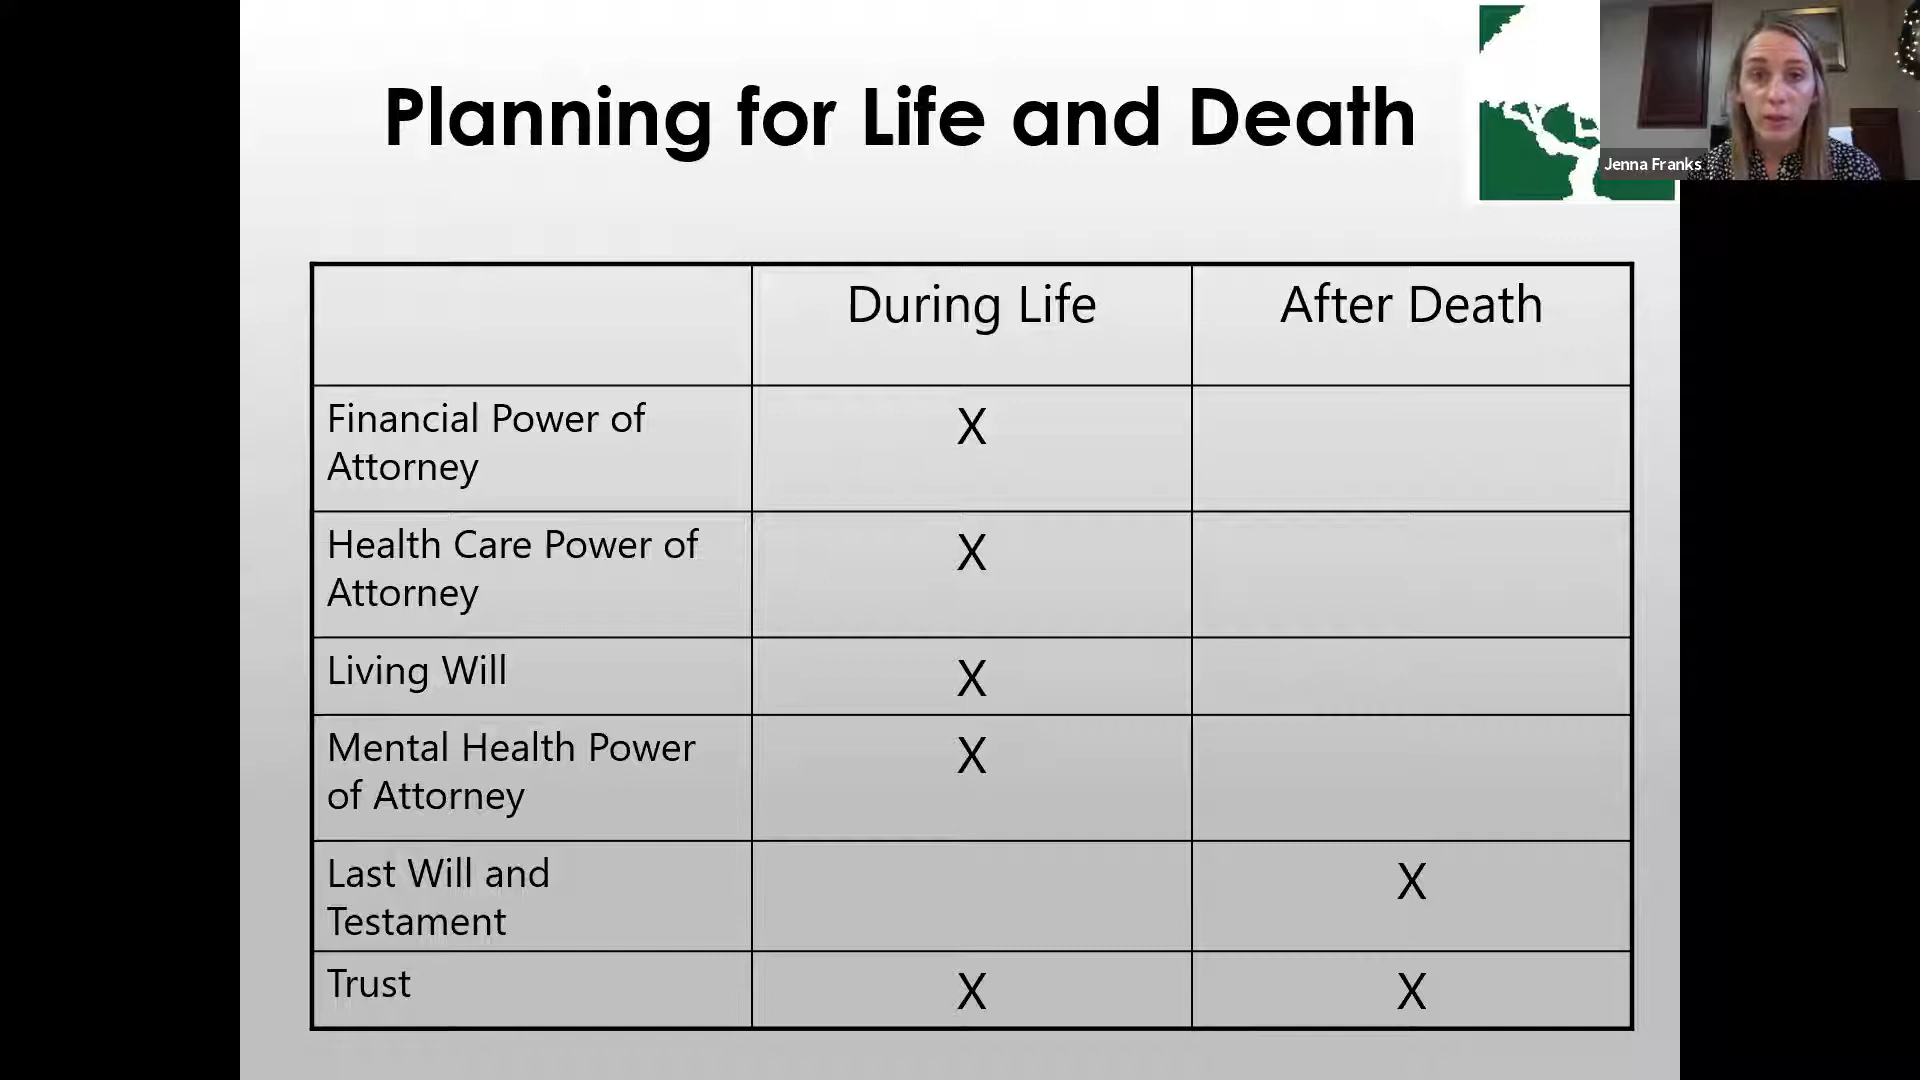 Planning for Life and Death
Jenna Franks
During Life
After Death
Financial Power of
Attorney
X
Health Care Power of
Attorney
X
Living Will
X
Mental Health Power
of Attorney
X
Last Will and
Testament
X
Trust
X
X